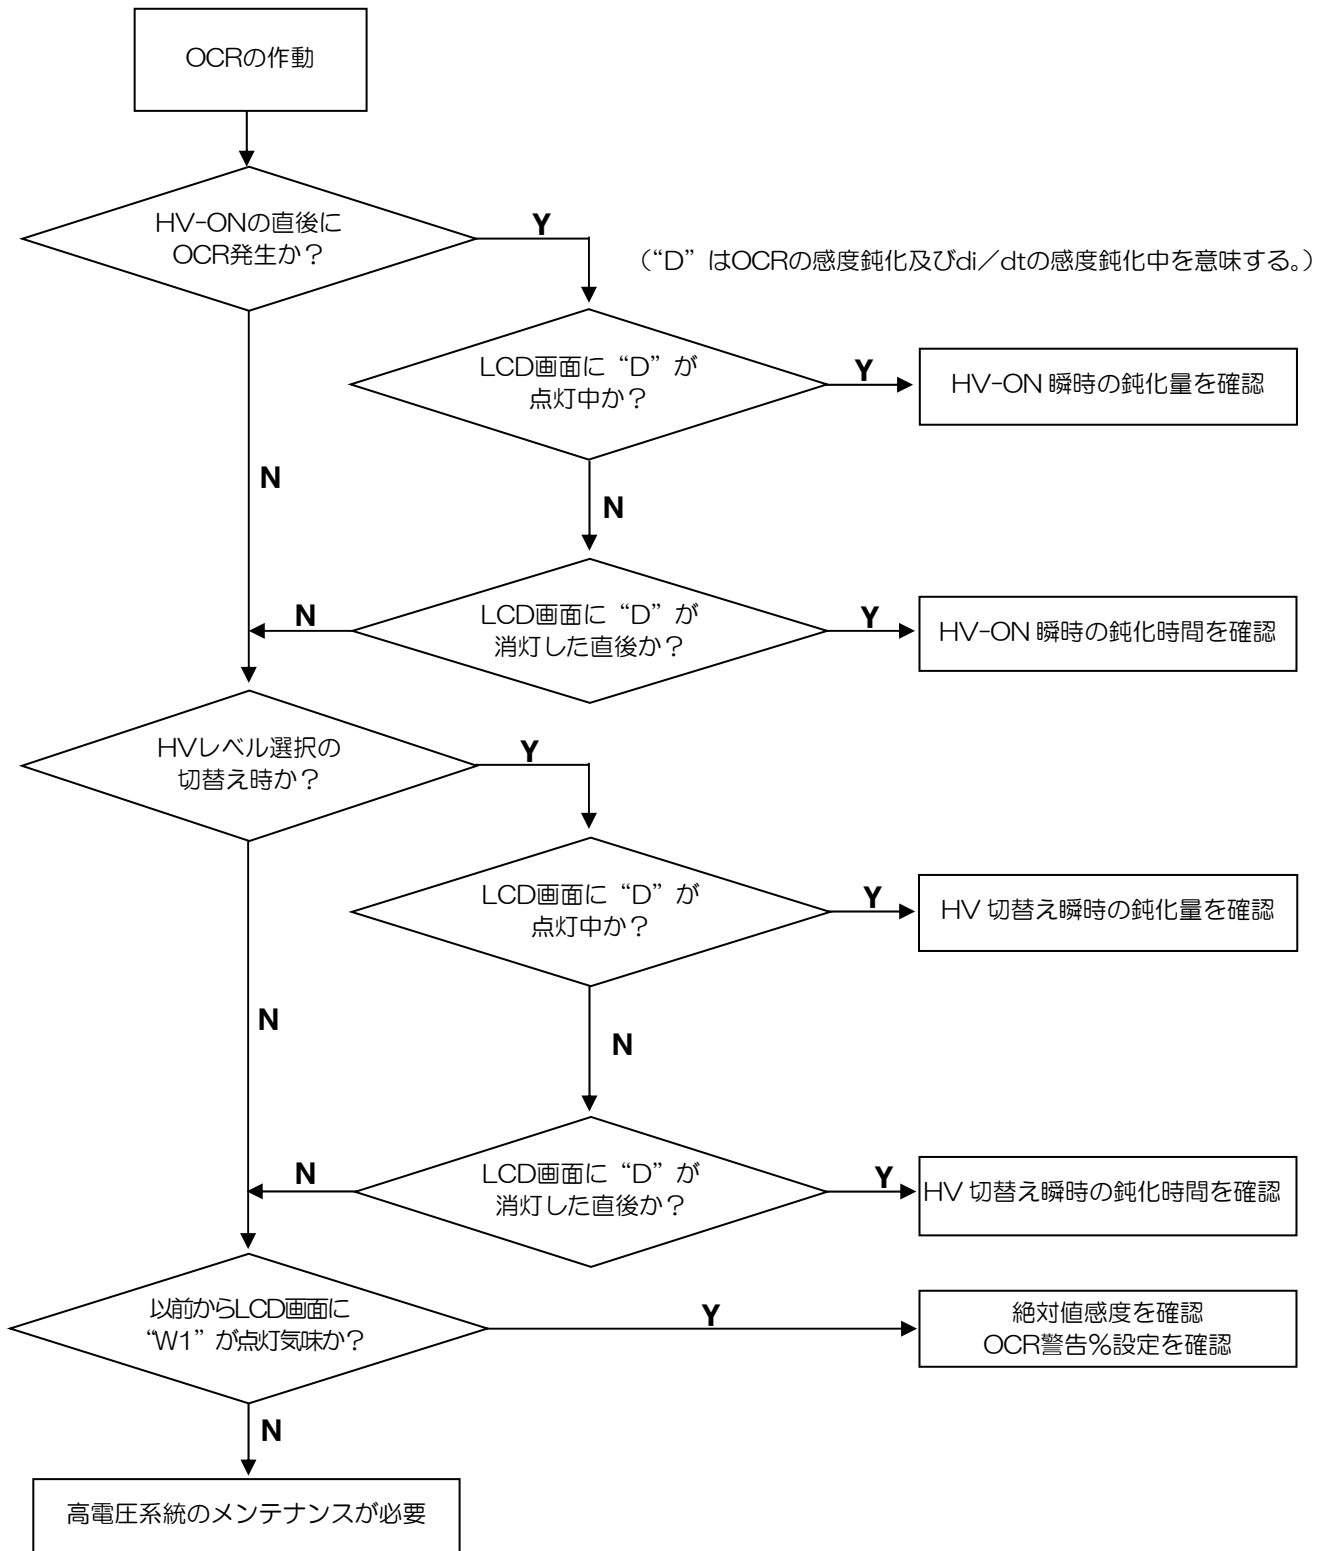 OCRの作動
HV-ONの直後に
OCR発生か？
Y
（“D”はOCRの感度鈍化及びdi／dtの感度鈍化中を意味する。）
LCD画面に“D”が
点灯中か？
Y
HV-ON 瞬時の鈍化量を確認
N
N
LCD画面に“D”が
消灯した直後か？
N
Y
HV-ON 瞬時の鈍化時間を確認
HVレベル選択の
切替え時か？
Y
LCD画面に“D”が
点灯中か？
Y
HV 切替え瞬時の鈍化量を確認
N
N
LCD画面に“D”が
消灯した直後か？
N
Y
HV 切替え瞬時の鈍化時間を確認
以前からLCD画面に
“W1”が点灯気味か？
Y
絶対値感度を確認
OCR警告％設定を確認
N
高電圧系統のメンテナンスが必要